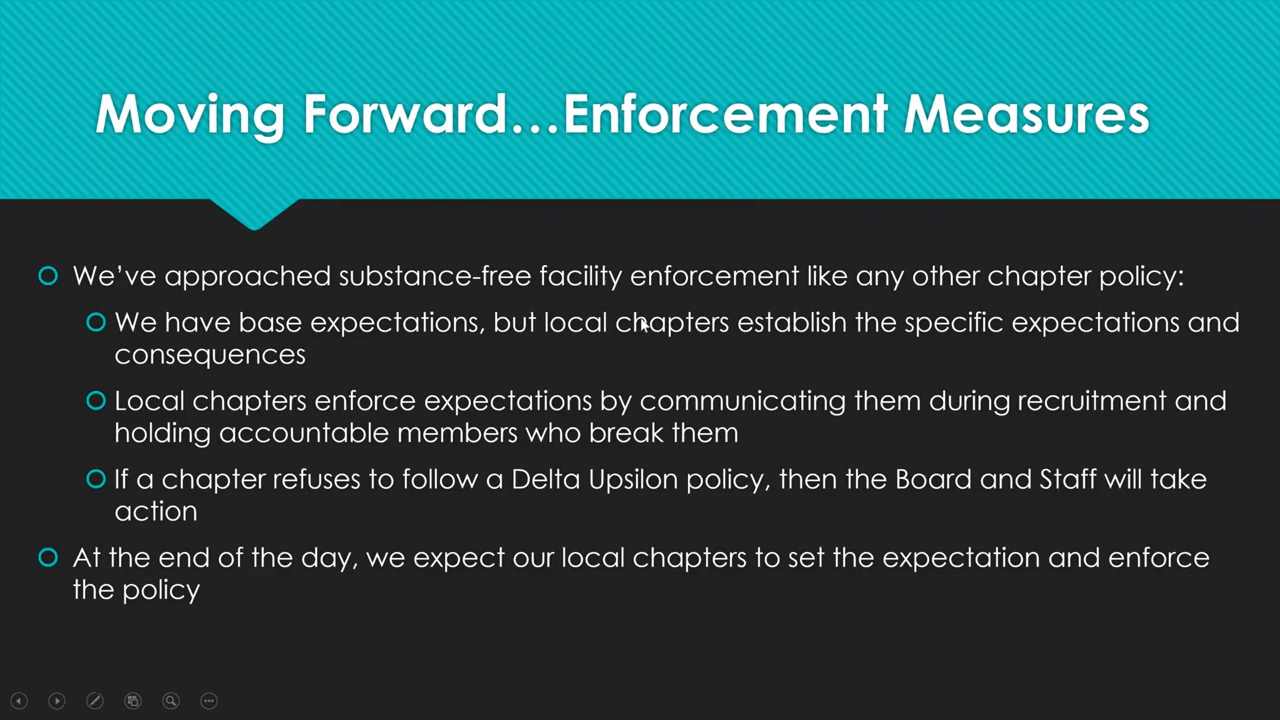 Moving Forward...Enforcement Measures
We've approached substance-free facility enforcement like any other chapter policy:
We have base expectations, but local chapters establish the specific expectations and
consequences
Local chapters enforce expectations by communicating them during recruitment and
holding accountable members who break them
If a chapter refuses to follow a Delta Upsilon policy, then the Board and Staff will take
action
At the end of the day, we expect our local chapters to set the expectation and enforce
the policy